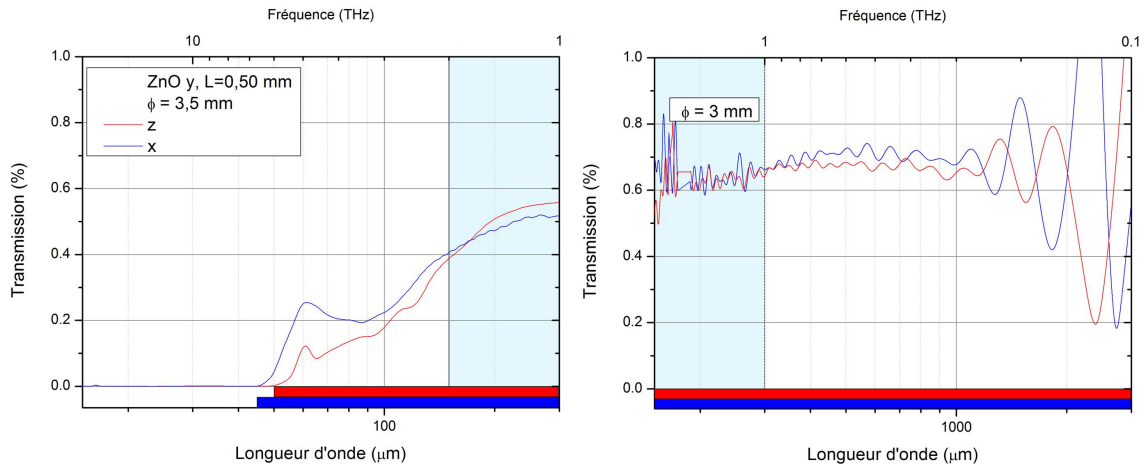 Fréquence (THz)
10 1
Transmission (%)
1.0
0.8
0.6
0.4
0.2
0.0
ZnO y, L=0,50 mm
ϕ = 3,5 mm
z
x
100
Longueur d'onde (µm)
Fréquence (THz)
1 0.1
Transmission (%)
1.0
0.8
0.6
0.4
0.2
0.0
ϕ = 3 mm
1000
Longueur d'onde (µm)